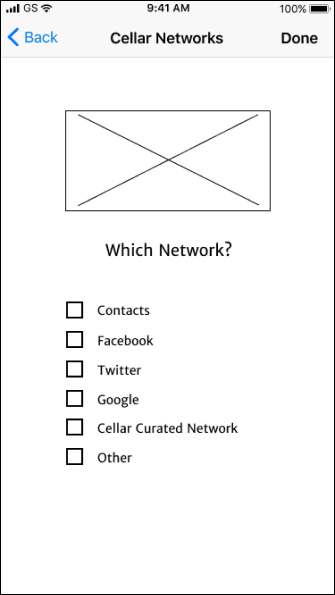 GS 9:41 AM 100%
Back Cellar Networks Done
Which Network?
Contacts
Facebook
Twitter
Google
Cellar Curated Network
Other